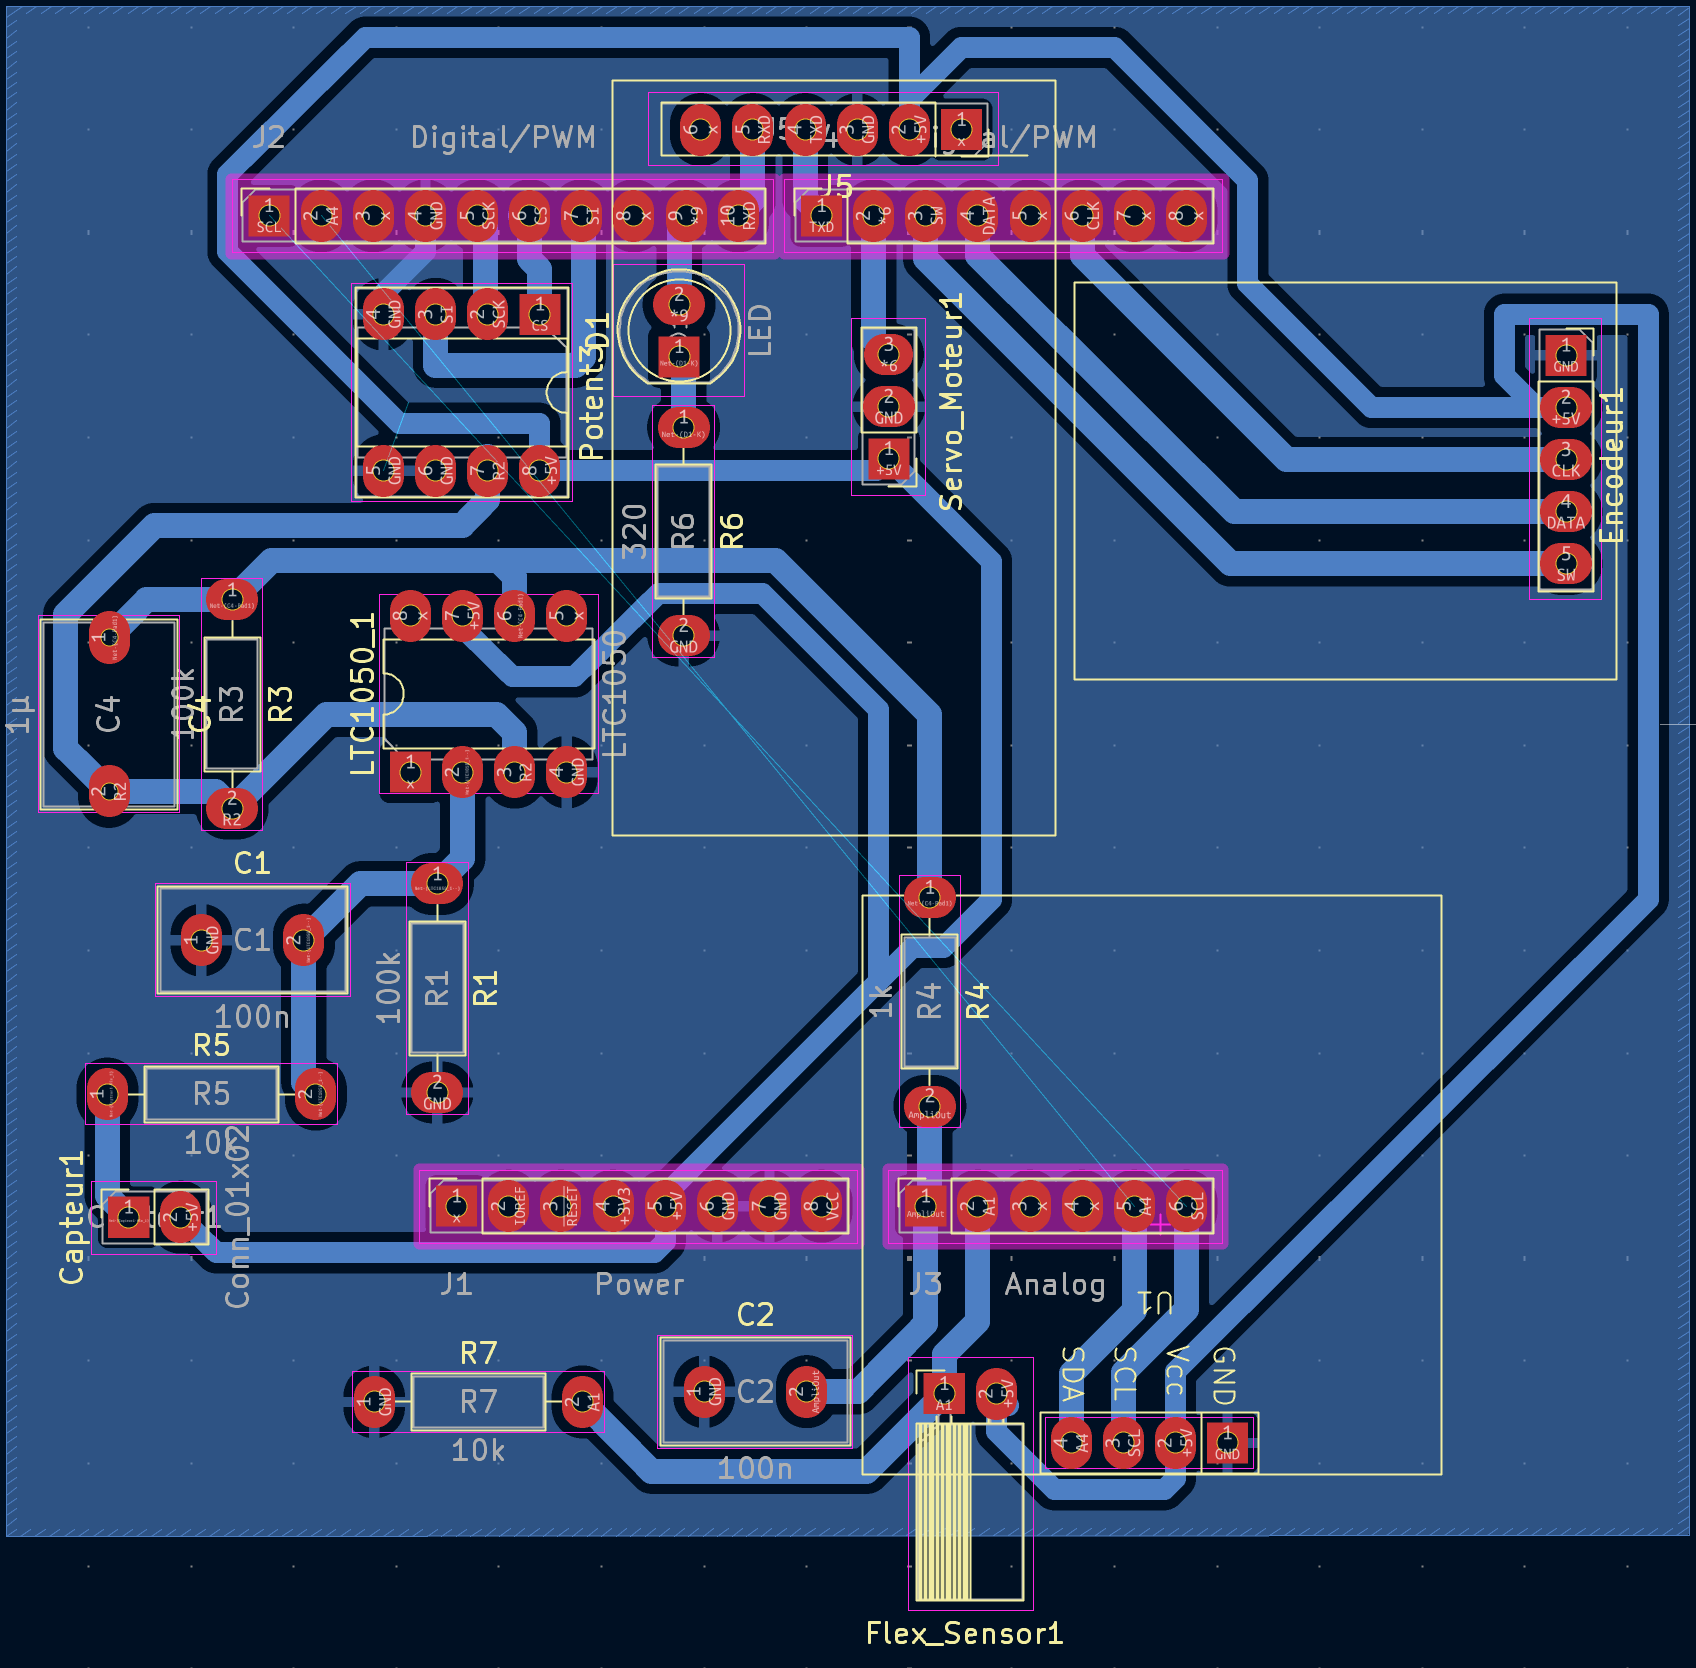 J2
Digital/PWM
6 x
5 RXD
4 TXD
3 GND
2 +5V
1 x
J5
1 SCL
2 A4
3 x
4 GND
5 SCK
6 CS
7 SI
8 x
9 *9
10 RXD
1 TXD
2 *6
3 SW
4 DATA
5 x
6 CLK
7 x
8 x
4 GND
3 SI
2 SCK
1 CS
5 GND
6 GND
7 R2
8 +5V
Potent3
D1
LED
2 *9
1 Net-(D1-K)
1 Net-(D1-K)
320
R6
R6
2 GND
3 *6
2 GND
1 +5V
Servo_Moteur1
1 GND
2 +5V
3 CLK
4 DATA
5 SW
Encodeur1
1
C4
C4
1µ
2 R2
1 Net-(C4-Pad1)
100k
R3
R3
2 R2
8 x
7 +5V
6
5 x
LTC1050_1
LTC1050
1 x
2
3 R2
4 GND
C1
1 GND
C1
2
100n
1
100k
R1
R1
2 GND
1 Net-(C4-Pad1)
1k
R4
R4
2 AmpliOut
R5
1
R5
2
10k
Capteur1
1
2 +5V
Conn_01x02
1 x
2 IOREF
3 RESET
4 +3V3
5 +5V
6 GND
7 GND
8 VCC
J1
Power
1 AmpliOut
2 A1
3 x
4 x
5 A4
6 SCL
J3
Analog
U1
SDA
SCL
Vcc
GND
4 A4
3 SCL
2 +5V
1 GND
C2
1 GND
C2
2 AmpliOut
100n
R7
1 GND
R7
2 A1
10k
1 A1
2 +5V
Flex_Sensor1